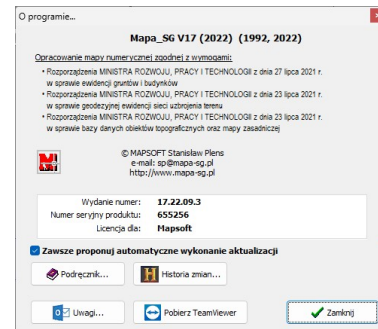 O programie...
Mapa_SG V17 (2022) (1992, 2022)
Opracowanie mapy numerycznej zgodnej z wymogami:
• Rozporządzenia MINISTRA ROZWOJU, PRACY I TECHNOLOGII z dnia 27 lipca 2021 r.
w sprawie ewidencji gruntów i budynków
• Rozporządzenia MINISTRA ROZWOJU, PRACY I TECHNOLOGII z dnia 23 lipca 2021 r.
w sprawie geodezyjnej ewidencji sieci uzbrojenia terenu
• Rozporządzenia MINISTRA ROZWOJU, PRACY I TECHNOLOGII z dnia 23 lipca 2021 r.
w sprawie bazy danych obiektów topograficznych oraz mapy zasadniczej
© MAPSOFT Stanisław Plens
e-mail: sp@mapa-sg.pl
http://www.mapa-sg.pl
Wydanie numer: 17.22.09.3
Numer seryjny produktu: 655256
Licencja dla: Mapsoft
Zawsze proponuj automatyczne wykonanie aktualizacji
Podręcznik... Historia zmian...
Uwagi... Pobierz TeamViewer Zamknij